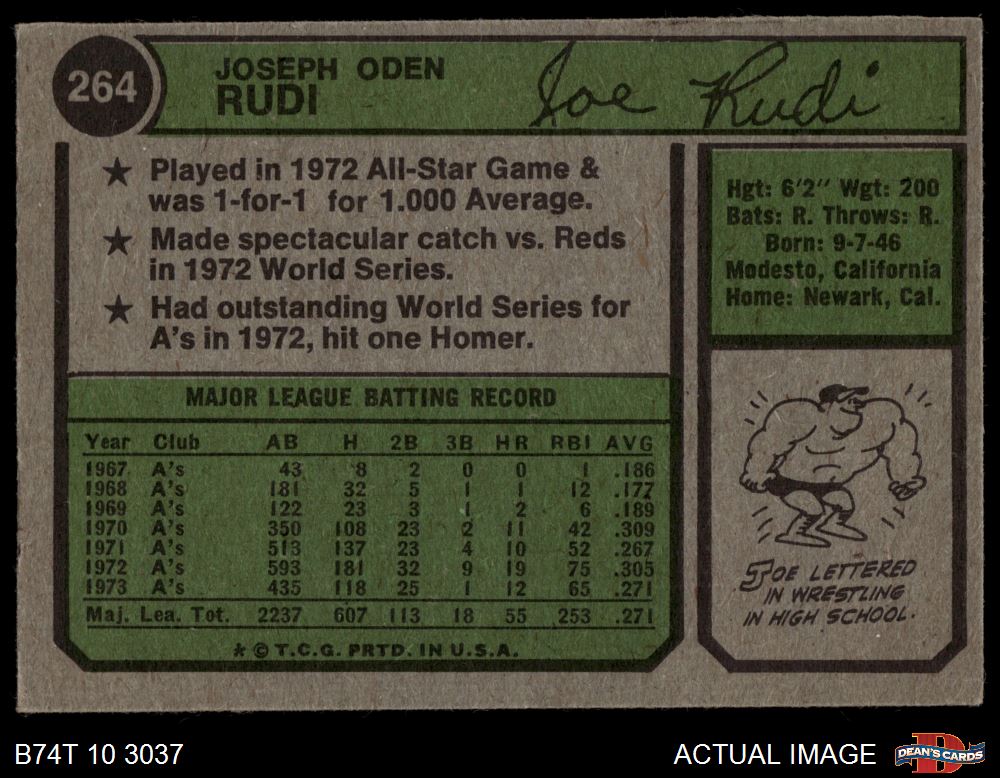 264
JOSEPH ODEN
RUDI
Joe Rudi
★ Played in 1972 All-Star Game &
was 1-for-1 for 1.000 Average.
★ Made spectacular catch vs. Reds
in 1972 World Series.
★ Had outstanding World Series for
A's in 1972, hit one Homer.
Hgt: 6'2" Wgt: 200
Bats: R. Throws: R.
Born: 9-7-46
Modesto, California
Home: Newark, Cal.
MAJOR LEAGUE BATTING RECORD
Year Club AB H 2B 3B HR RBI AVG
1967 A's 43 8 2 0 0 1 .186
1968 A's 181 32 5 1 1 12 .177
1969 A's 122 23 3 1 2 6 .189
1970 A's 350 108 23 2 11 42 .309
1971 A's 513 137 23 4 10 52 .267
1972 A's 593 181 32 9 19 75 .305
1973 A's 435 118 25 1 12 65 .271
Maj. Lea. Tot. 2237 607 113 18 55 253 .271
* © T.C.G. PRTD. IN U.S.A.
JOE LETTERED
IN WRESTLING
IN HIGH SCHOOL.
B74T 10 3037
ACTUAL IMAGE
DEAN'S CARDS